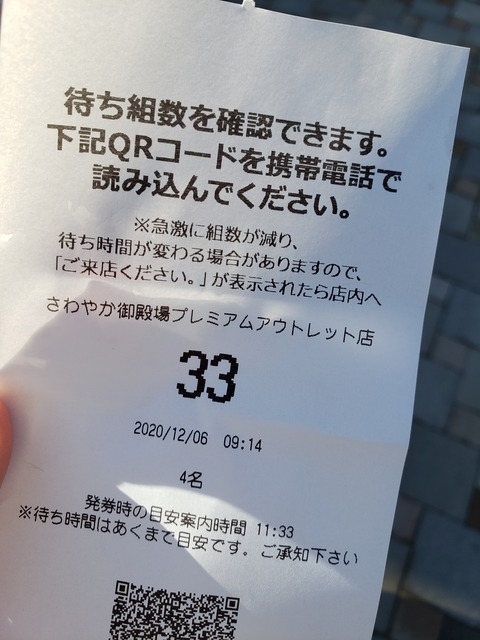 待ち組数を確認できます。
下記QRコードを携帯電話で
読み込んでください。
※急激に組数が減り、
待ち時間が変わる場合がありますので、
「ご来店ください。」が表示されたら店内へ
さわやか御殿場プレミアムアウトレット店
33
2020/12/06 09:14
4名
発券時の目安案内時間 11:33
※待ち時間はあくまで目安です。ご承知下さい